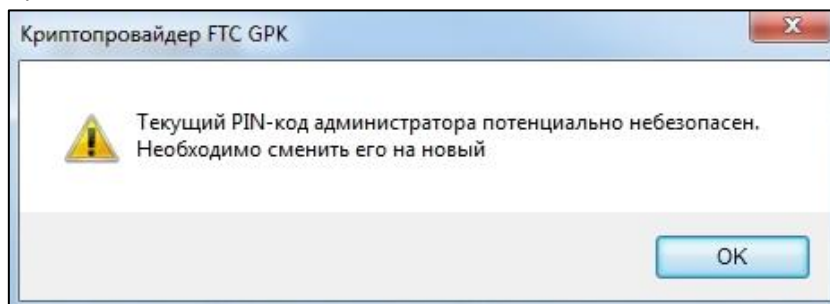 Криптопровайдер FTC GPK
Текущий PIN-код администратора потенциально небезопасен.
Необходимо сменить его на новый
OK